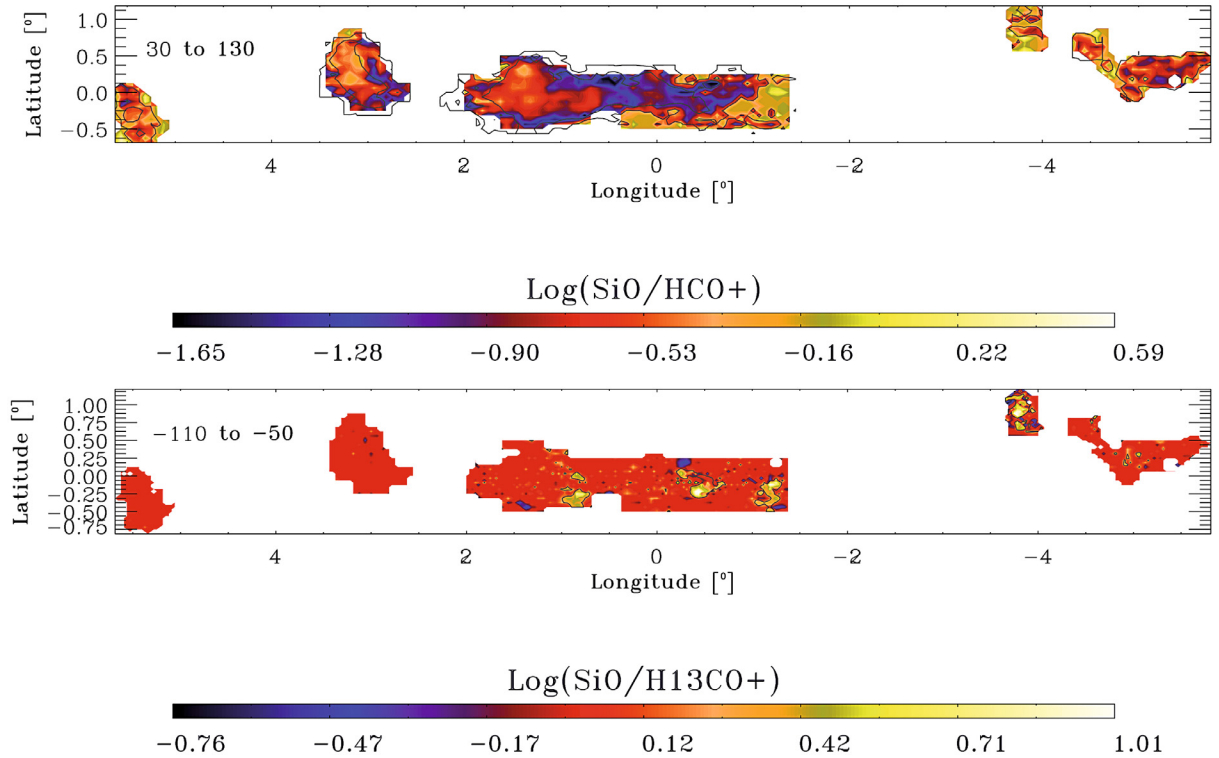 Latitude [°]
1.0
0.5
0.0
−0.5
30 to 130
4 2 0 −2 −4
Longitude [°]
Log(SiO/HCO+)
−1.65 −1.28 −0.90 −0.53 −0.16 0.22 0.59
Latitude [°]
1.00
0.75
0.50
0.25
0.00
−0.25
−0.50
−0.75
−110 to −50
4 2 0 −2 −4
Longitude [°]
Log(SiO/H13CO+)
−0.76 −0.47 −0.17 0.12 0.42 0.71 1.01